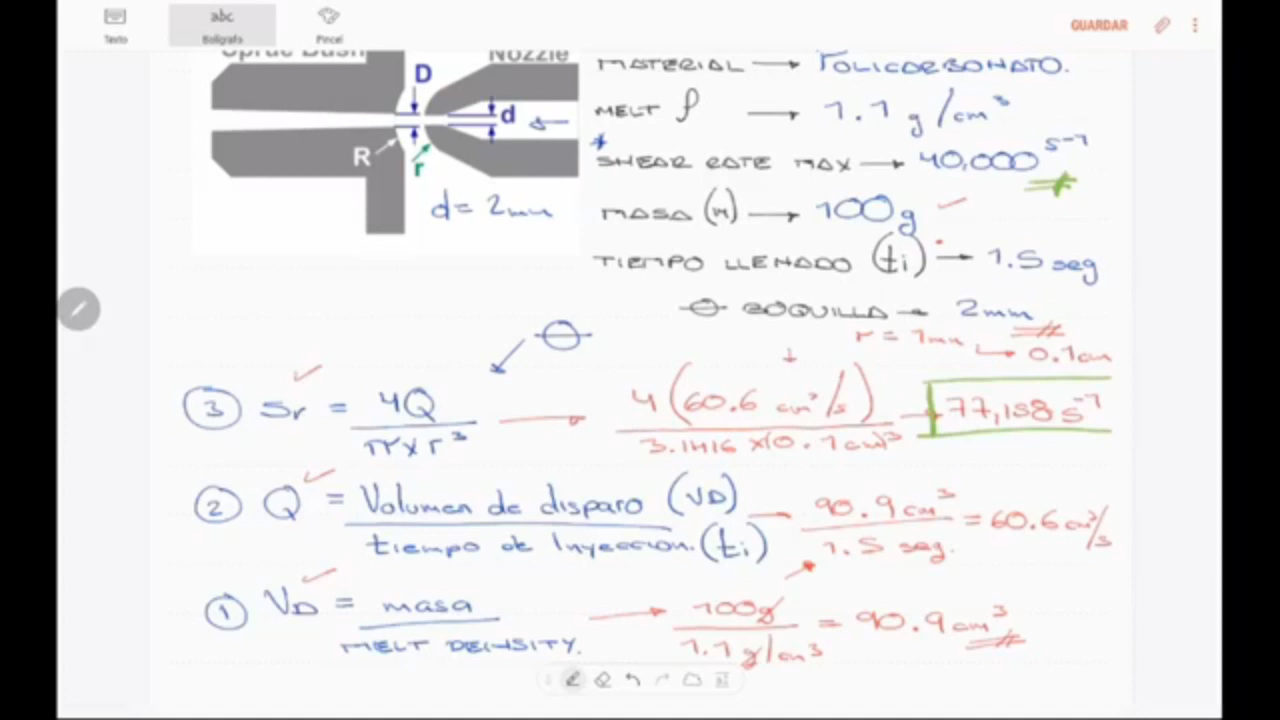 Texto
abc
Bolígrafo
Pincel
GUARDAR
Sprue Bush
Nozzle
D
d
R
r
d = 2mm
MATERIAL → POLICARBONATO.
MELT ρ → 1.1 g/cm³
* SHEAR RATE MAX → 40,000 s⁻¹
MASA (m) → 100g
TIEMPO LLENADO (ti) → 1.5 seg
⌀ BOQUILLA → 2mm
r = 1mm → 0.1cm
③ Sr = 4Q / π x r³ → 4 (60.6 cm³/s) / 3.1416 x (0.1cm)³ → 77,158 s⁻¹
② Q = Volumen de disparo (VD) / tiempo de Inyeccion. (ti) → 90.9 cm³ / 1.5 seg. = 60.6 cm³/s
① VD = masa / MELT DEINSITY. → 100g / 1.1 g/cm³ = 90.9 cm³